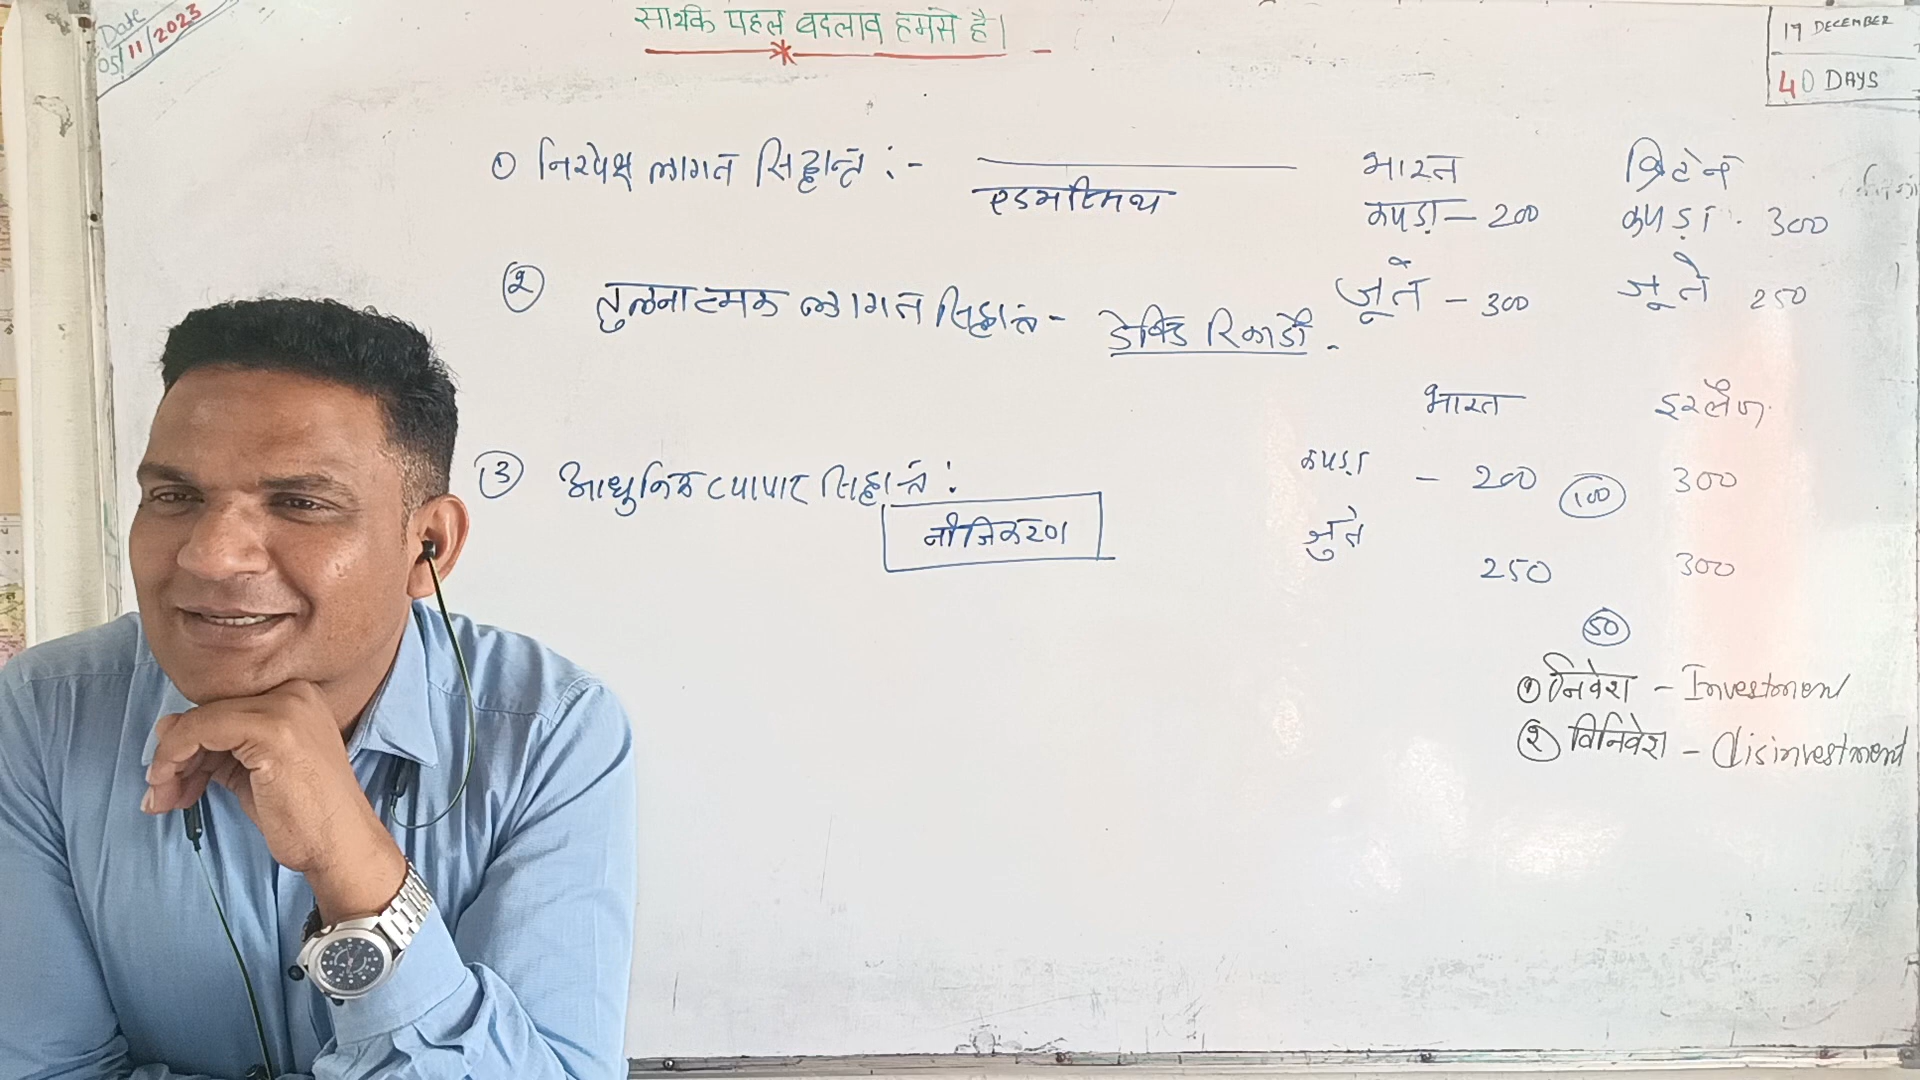 Date
05/11/2023
सार्थक पहल बदलाव हमसे है।
17 DECEMBER
40 DAYS
① निरपेक्ष लागत सिद्धान्त :-
एडमस्मिथ
भारत ब्रिटेन
कपड़ा - 200 कपड़ा - 300
जूते - 300 जूते 250
② तुलनात्मक लागत सिद्धांत - डेविड रिकार्डो -
भारत इंग्लैण्ड
कपड़ा - 200 (100) 300
जुते
250 300
(50)
③ आधुनिक व्यापार सिद्धान्त :
नीजिकरण
① निवेश - Investment
② विनिवेश - disinvestment